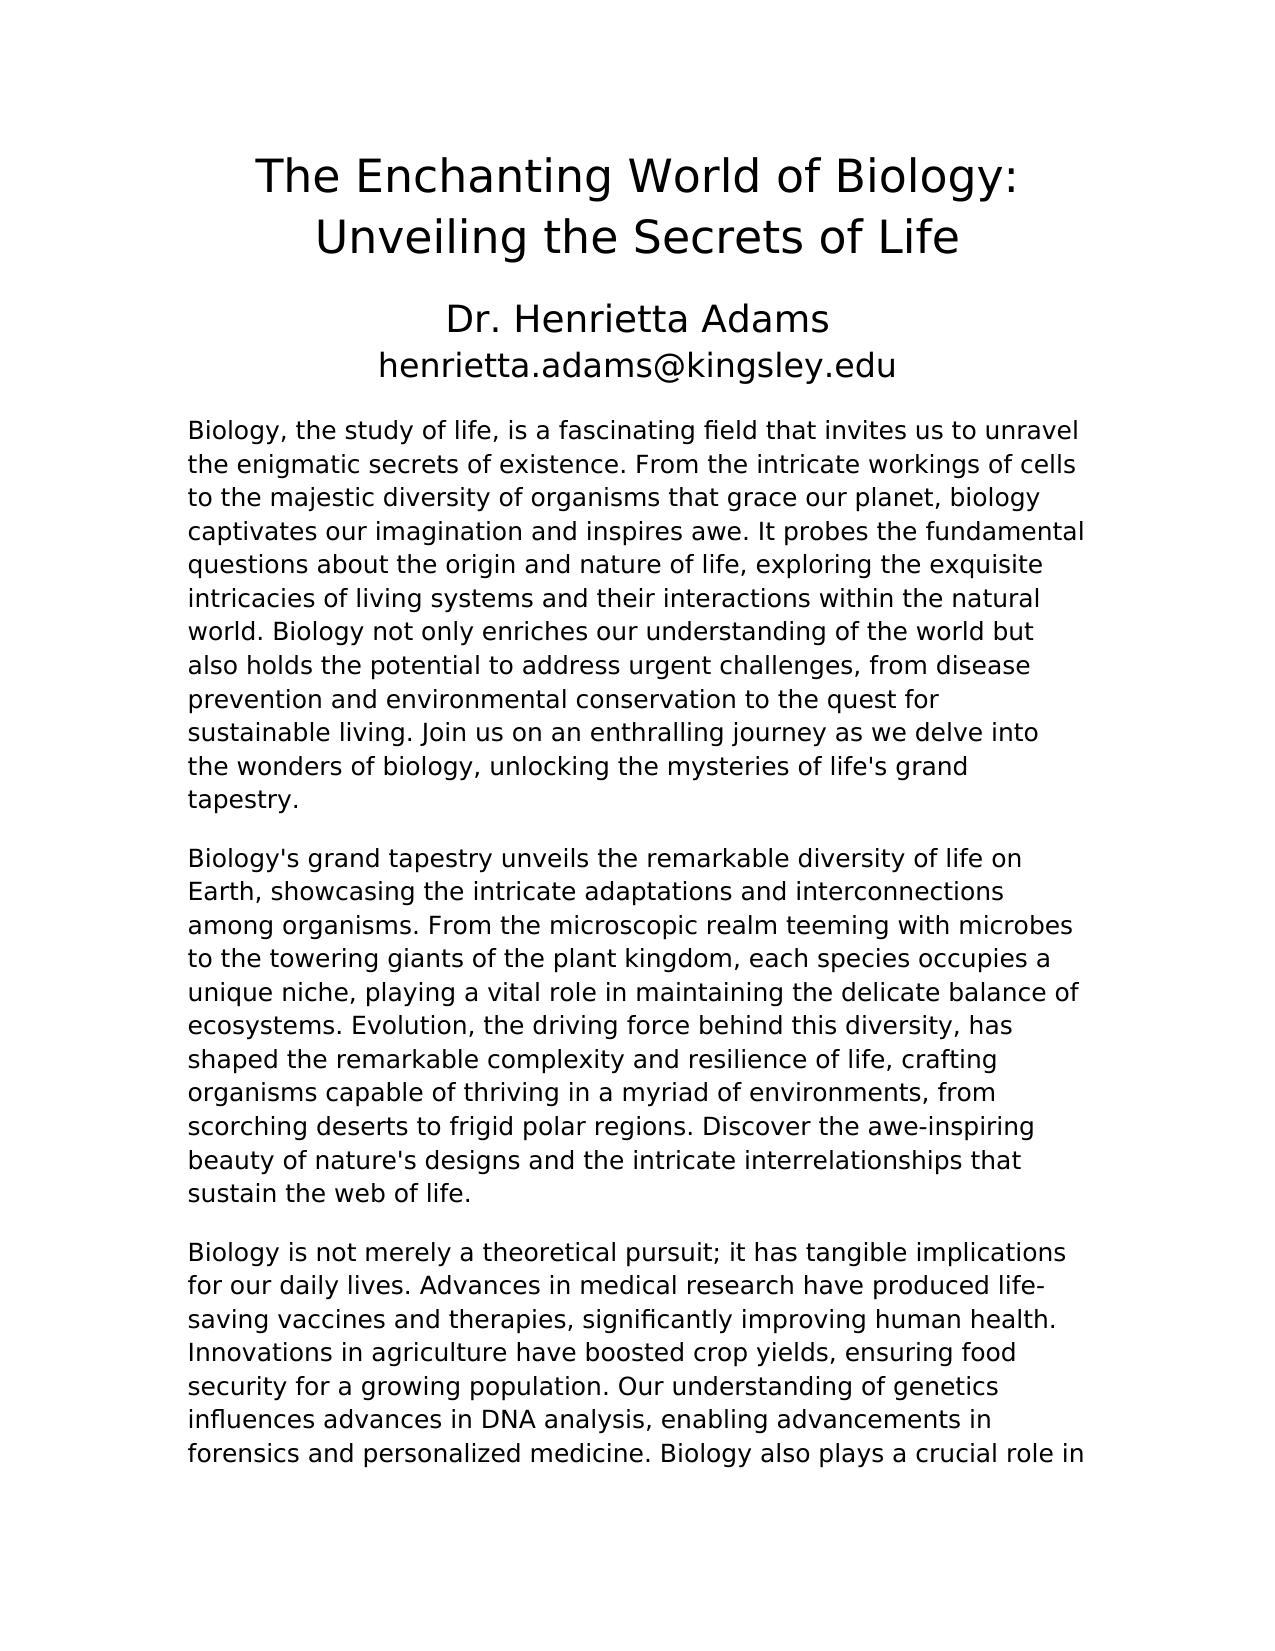 The Enchanting World of Biology:
Unveiling the Secrets of Life
Dr. Henrietta Adams
henrietta.adams@kingsley.edu
Biology, the study of life, is a fascinating field that invites us to unravel
the enigmatic secrets of existence. From the intricate workings of cells
to the majestic diversity of organisms that grace our planet, biology
captivates our imagination and inspires awe. It probes the fundamental
questions about the origin and nature of life, exploring the exquisite
intricacies of living systems and their interactions within the natural
world. Biology not only enriches our understanding of the world but
also holds the potential to address urgent challenges, from disease
prevention and environmental conservation to the quest for
sustainable living. Join us on an enthralling journey as we delve into
the wonders of biology, unlocking the mysteries of life's grand
tapestry.
Biology's grand tapestry unveils the remarkable diversity of life on
Earth, showcasing the intricate adaptations and interconnections
among organisms. From the microscopic realm teeming with microbes
to the towering giants of the plant kingdom, each species occupies a
unique niche, playing a vital role in maintaining the delicate balance of
ecosystems. Evolution, the driving force behind this diversity, has
shaped the remarkable complexity and resilience of life, crafting
organisms capable of thriving in a myriad of environments, from
scorching deserts to frigid polar regions. Discover the awe-inspiring
beauty of nature's designs and the intricate interrelationships that
sustain the web of life.
Biology is not merely a theoretical pursuit; it has tangible implications
for our daily lives. Advances in medical research have produced life-
saving vaccines and therapies, significantly improving human health.
Innovations in agriculture have boosted crop yields, ensuring food
security for a growing population. Our understanding of genetics
influences advances in DNA analysis, enabling advancements in
forensics and personalized medicine. Biology also plays a crucial role in